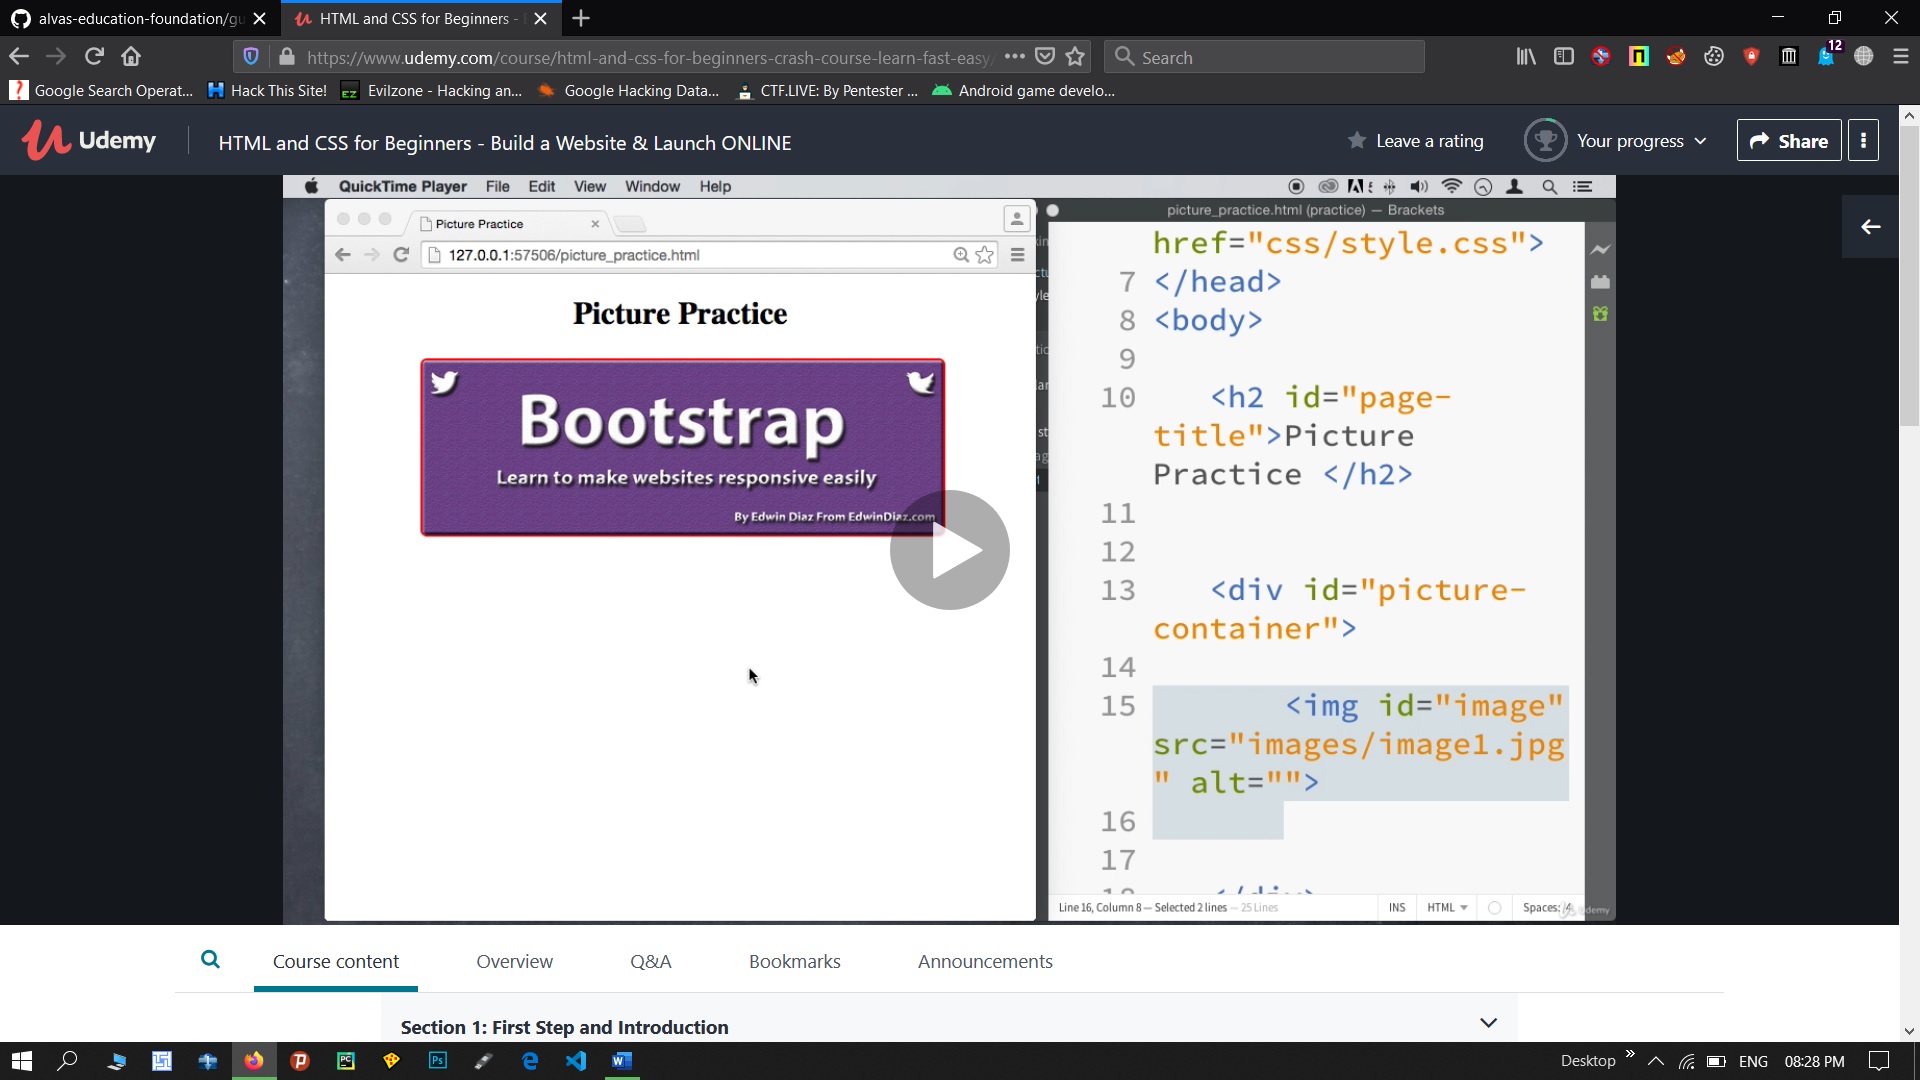 alvas-education-foundation/gu
HTML and CSS for Beginners -
https://www.udemy.com/course/html-and-css-for-beginners-crash-course-learn-fast-easy/
Search
12
Google Search Operat...
Hack This Site!
EZ
Evilzone - Hacking an...
Google Hacking Data...
CTF.LIVE: By Pentester ...
Android game develo...
Udemy
HTML and CSS for Beginners - Build a Website & Launch ONLINE
Leave a rating
Your progress
Share
QuickTime Player File Edit View Window Help
Picture Practice
picture_practice.html (practice) — Brackets
127.0.0.1:57506/picture_practice.html
Picture Practice
Bootstrap
Learn to make websites responsive easily
By Edwin Diaz From EdwinDiaz.com
href="css/style.css">
7 </head>
8 <body>
9
10 <h2 id="page-
title">Picture
Practice </h2>
11
12
13 <div id="picture-
container">
14
15 <img id="image"
src="images/image1.jpg
" alt="">
16
17
18 </div>
Line 16, Column 8 — Selected 2 lines — 25 Lines
INS
HTML
Spaces: 4
Udemy
Course content
Overview
Q&A
Bookmarks
Announcements
Section 1: First Step and Introduction
Desktop
ENG
08:28 PM